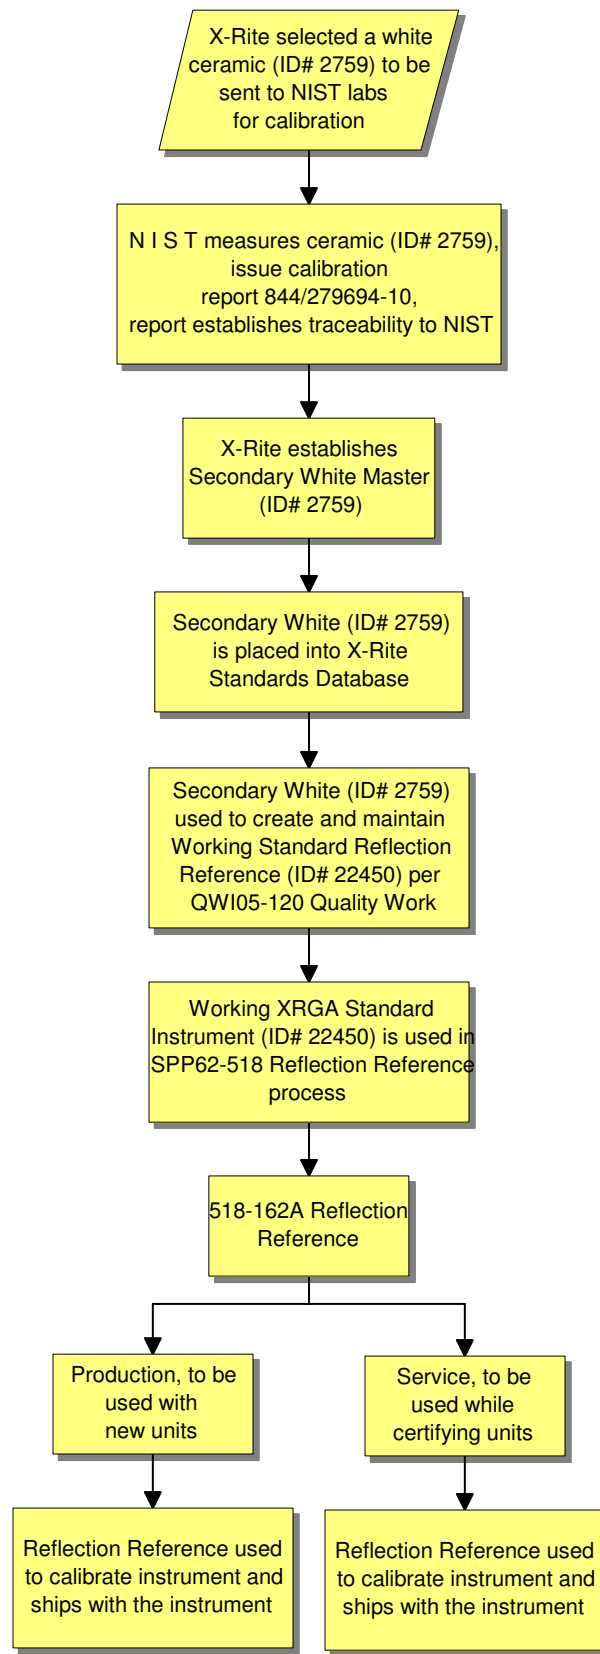 X-Rite selected a white
ceramic (ID# 2759) to be
sent to NIST labs
for calibration
N I S T measures ceramic (ID# 2759),
issue calibration
report 844/279694-10,
report establishes traceability to NIST
X-Rite establishes
Secondary White Master
(ID# 2759)
Secondary White (ID# 2759)
is placed into X-Rite
Standards Database
Secondary White (ID# 2759)
used to create and maintain
Working Standard Reflection
Reference (ID# 22450) per
QWI05-120 Quality Work
Working XRGA Standard
Instrument (ID# 22450) is used in
SPP62-518 Reflection Reference
process
518-162A Reflection
Reference
Production, to be
used with
new units
Service, to be
used while
certifying units
Reflection Reference used
to calibrate instrument and
ships with the instrument
Reflection Reference used
to calibrate instrument and
ships with the instrument